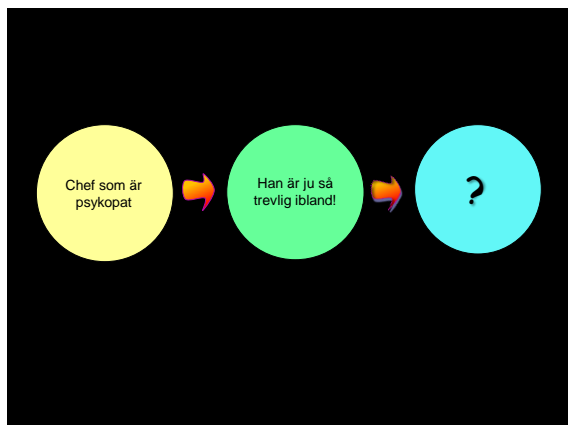 Chef som är
psykopat
Han är ju så
trevlig ibland!
?